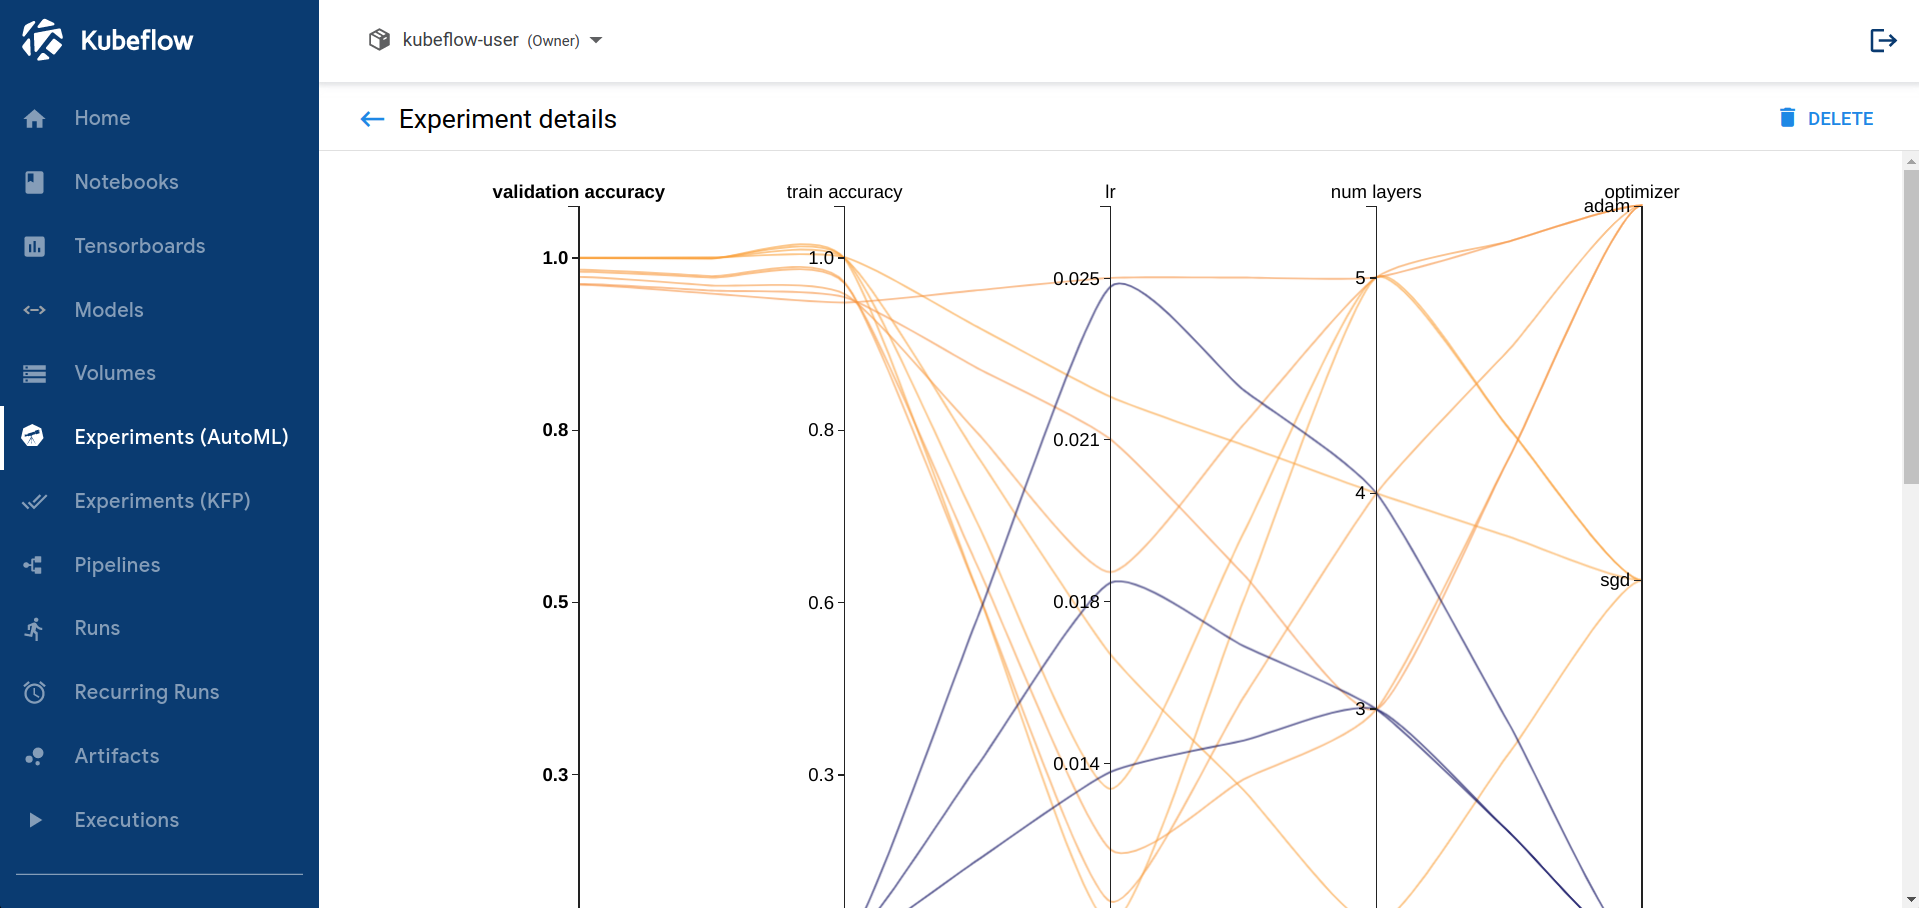 Kubeflow
kubeflow-user (Owner)
Home
Notebooks
Tensorboards
Models
Volumes
Experiments (AutoML)
Experiments (KFP)
Pipelines
Runs
Recurring Runs
Artifacts
Executions
Experiment details
DELETE
validation accuracy
train accuracy
lr
num layers
optimizer
1.0
0.8
0.5
0.3
1.0
0.8
0.6
0.3
0.025
0.021
0.018
0.014
5
4
3
adam
sgd